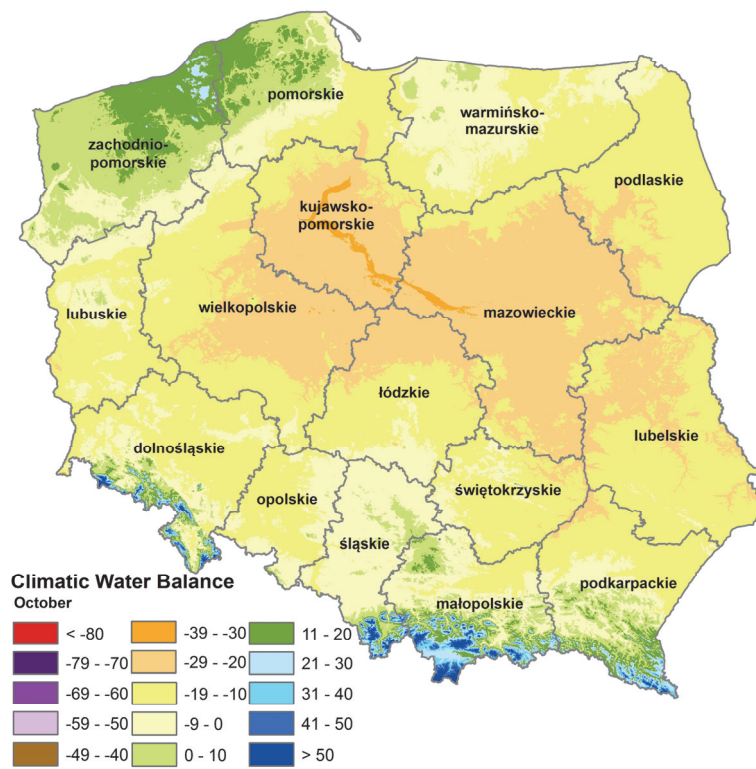 pomorskie
warmińsko-
mazurskie
zachodnio-
pomorskie
podlaskie
kujawsko-
pomorskie
wielkopolskie
mazowieckie
lubuskie
łódzkie
dolnośląskie
lubelskie
opolskie
świętokrzyskie
śląskie
Climatic Water Balance
podkarpackie
małopolskie
October
< -80
-39 - -30
11 - 20
-79 - -70
-29 - -20
21 - 30
-69 - -60
-19 - -10
31 - 40
-59 - -50
-9 - 0
41 - 50
-49 - -40
0 - 10
> 50